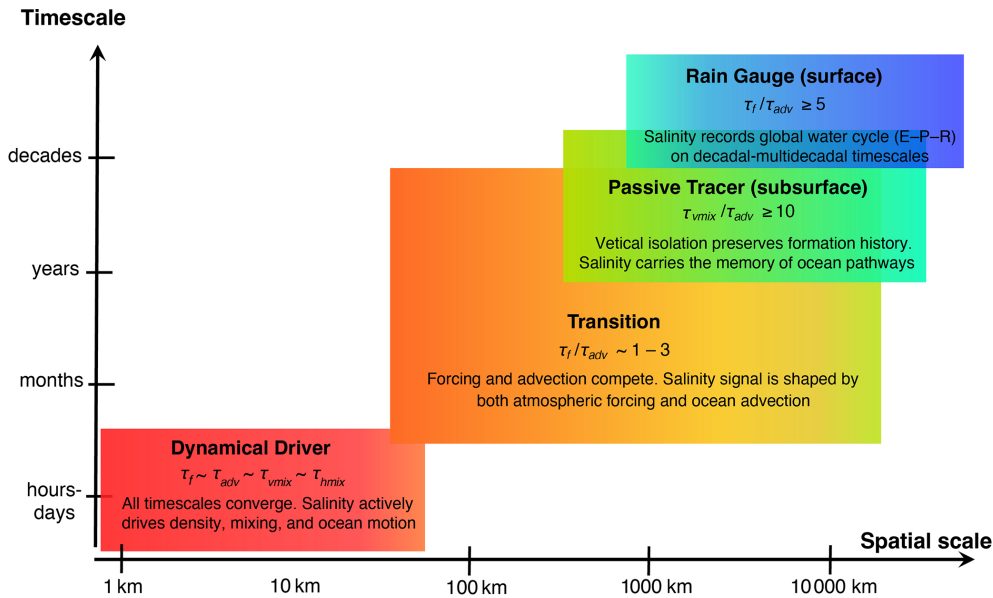 Timescale
Rain Gauge (surface)
τf /τadv ≥ 5
Salinity records global water cycle (E–P–R)
on decadal-multidecadal timescales
decades
Passive Tracer (subsurface)
τvmix /τadv ≥ 10
Vetical isolation preserves formation history.
Salinity carries the memory of ocean pathways
years
Transition
τf /τadv ~ 1 – 3
months
Forcing and advection compete. Salinity signal is shaped by
both atmospheric forcing and ocean advection
Dynamical Driver
τf ~ τadv ~ τvmix ~ τhmix
hours-
days
All timescales converge. Salinity actively
drives density, mixing, and ocean motion
Spatial scale
1 km
10 km
100 km
1000 km
10 000 km